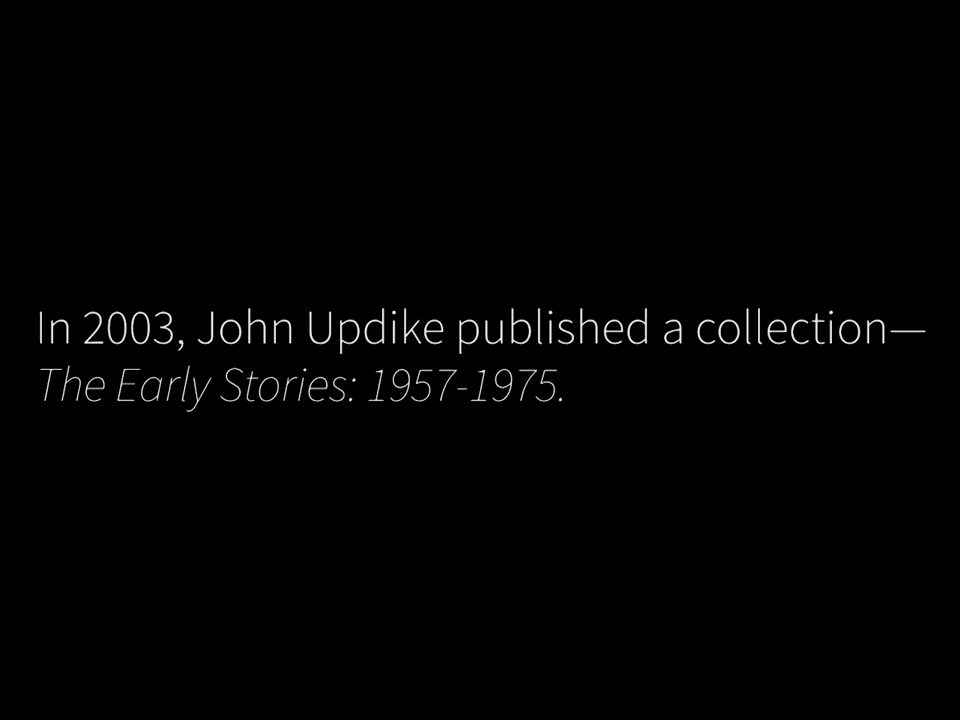 In 2003, John Updike published a collection—
The Early Stories: 1957-1975.